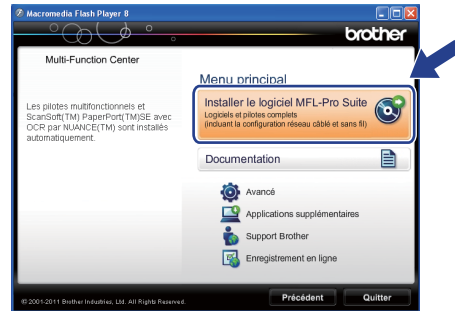 Macromedia Flash Player 8
brother
Multi-Function Center
Les pilotes multifonctionnels et
ScanSoft(TM) PaperPort(TM)SE avec
OCR par NUANCE(TM) sont installés
automatiquement.
Menu principal
Installer le logiciel MFL-Pro Suite
Logiciels et pilotes complets
(incluant la configuration réseau câblé et sans fil)
Documentation
Avancé
Applications supplémentaires
Support Brother
Enregistrement en ligne
© 2001-2011 Brother Industries, Ltd. All Rights Reserved.
Précédent
Quitter